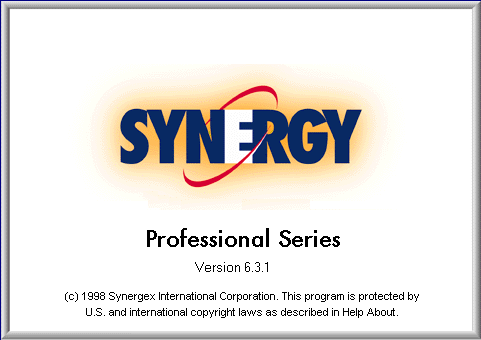 SYNERGY
Professional Series
Version 6.3.1
(c) 1998 Synergex International Corporation. This program is protected by
U.S. and international copyright laws as described in Help About.